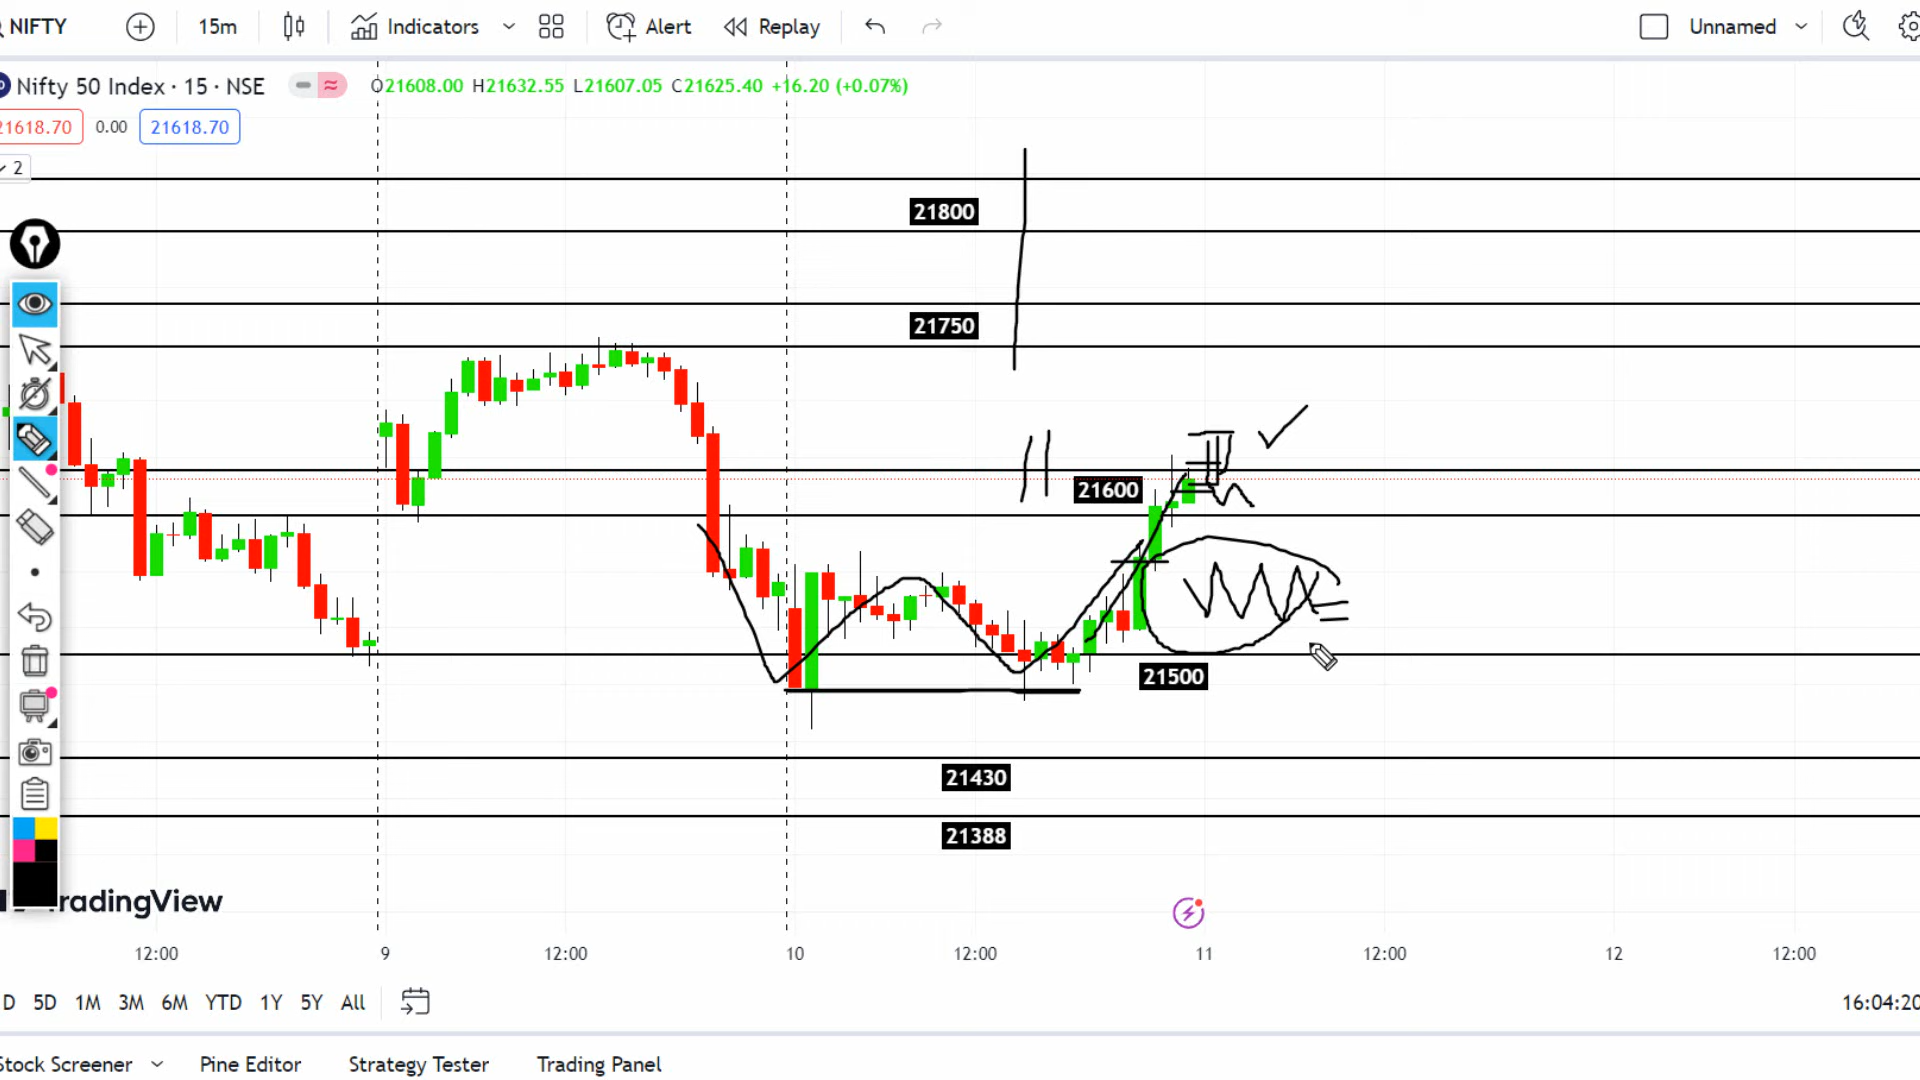 NIFTY 15m Indicators Alert Replay Unnamed
Nifty 50 Index · 15 · NSE O21608.00 H21632.55 L21607.05 C21625.40 +16.20 (+0.07%)
21618.70 0.00 21618.70
2
21800
21750
21600
21500
21430
21388
TradingView
12:00 9 12:00 10 12:00 11 12:00 12 12:00
D 5D 1M 3M 6M YTD 1Y 5Y All 16:04:20
Stock Screener Pine Editor Strategy Tester Trading Panel